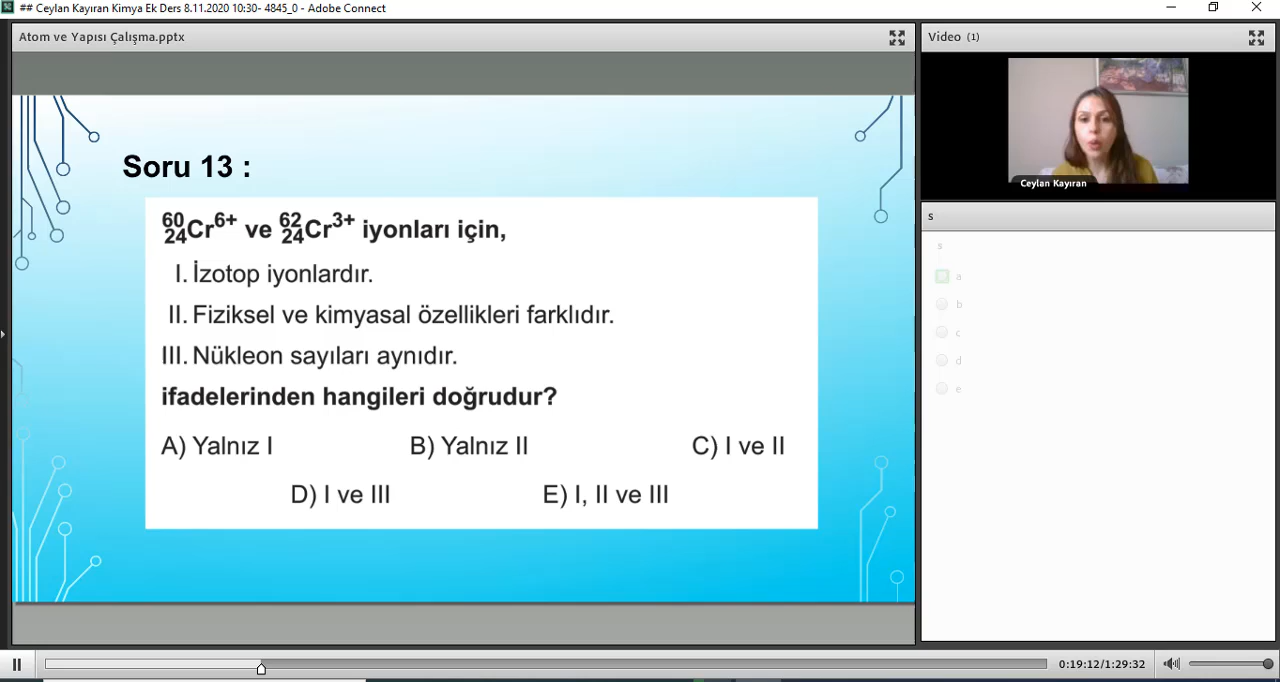 ## Ceylan Kayıran Kimya Ek Ders 8.11.2020 10:30- 4845_0 - Adobe Connect
Atom ve Yapısı Çalışma.pptx
Video (1)
Ceylan Kayıran
Soru 13 :
⁶⁰₂₄Cr⁶⁺ ve ⁶²₂₄Cr³⁺ iyonları için,
I. İzotop iyonlardır.
II. Fiziksel ve kimyasal özellikleri farklıdır.
III. Nükleon sayıları aynıdır.
ifadelerinden hangileri doğrudur?
A) Yalnız I B) Yalnız II C) I ve II
D) I ve III E) I, II ve III
s
s
a
b
c
d
e
0:19:12/1:29:32